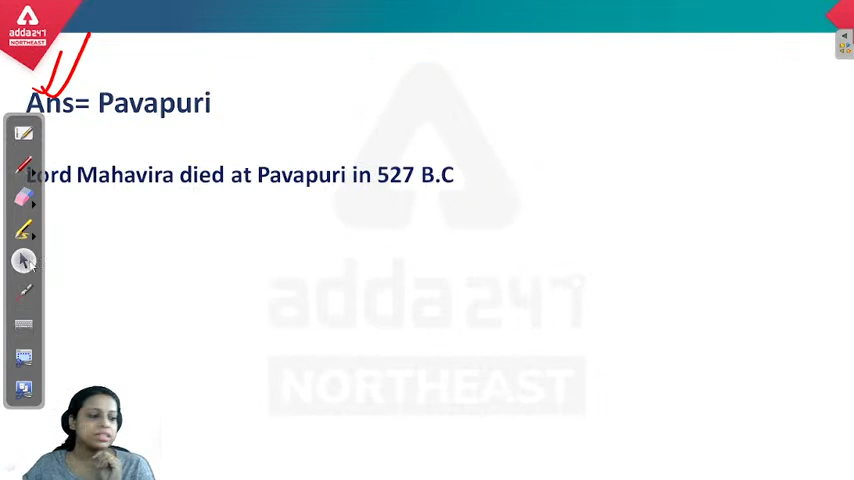 adda247
NORTHEAST
Ans= Pavapuri
Lord Mahavira died at Pavapuri in 527 B.C
adda247
NORTHEAST